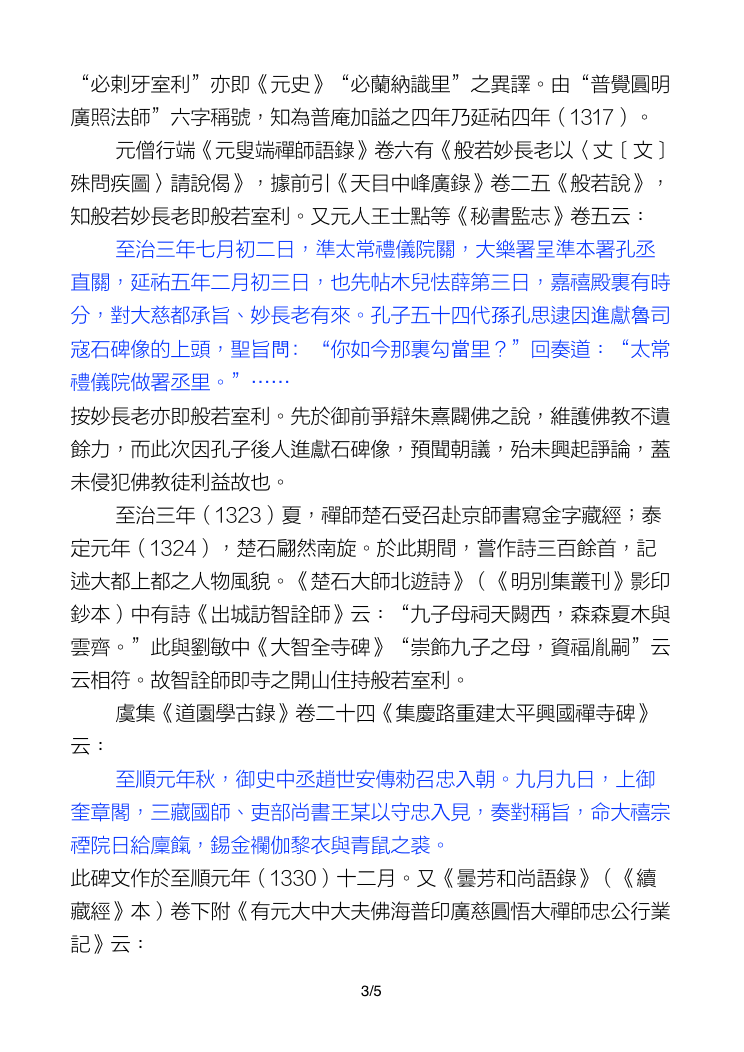 “必剌牙室利”亦即《元史》“必蘭納識里”之異譯。由“普覺圓明
廣照法師”六字稱號，知為普庵加謚之四年乃延祐四年（1317）。
元僧行端《元叟端禪師語錄》卷六有《般若妙長老以〈丈〔文〕
殊問疾圖〉請說偈》，據前引《天目中峰廣錄》卷二五《般若說》，
知般若妙長老即般若室利。又元人王士點等《秘書監志》卷五云：
至治三年七月初二日，準太常禮儀院關，大樂署呈準本署孔丞
直關，延祐五年二月初三日，也先帖木兒怯薛第三日，嘉禧殿裏有時
分，對大慈都承旨、妙長老有來。孔子五十四代孫孔思逮因進獻魯司
寇石碑像的上頭，聖旨問：“你如今那裏勾當里？”回奏道：“太常
禮儀院做署丞里。”……
按妙長老亦即般若室利。先於御前爭辯朱熹闢佛之說，維護佛教不遺
餘力，而此次因孔子後人進獻石碑像，預聞朝議，殆未興起諍論，蓋
未侵犯佛教徒利益故也。
至治三年（1323）夏，禪師楚石受召赴京師書寫金字藏經；泰
定元年（1324），楚石翩然南旋。於此期間，嘗作詩三百餘首，記
述大都上都之人物風貌。《楚石大師北遊詩》（《明別集叢刊》影印
鈔本）中有詩《出城訪智詮師》云：“九子母祠天闕西，森森夏木與
雲齊。”此與劉敏中《大智全寺碑》“崇飾九子之母，資福胤嗣”云
云相符。故智詮師即寺之開山住持般若室利。
虞集《道園學古錄》卷二十四《集慶路重建太平興國禪寺碑》
云：
至順元年秋，御史中丞趙世安傳勑召忠入朝。九月九日，上御
奎章閣，三藏國師、吏部尚書王某以守忠入見，奏對稱旨，命大禧宗
禋院日給廩餼，錫金襴伽黎衣與青鼠之裘。
此碑文作於至順元年（1330）十二月。又《曇芳和尚語錄》（《續
藏經》本）卷下附《有元大中大夫佛海普印廣慈圓悟大禪師忠公行業
記》云：
3/5